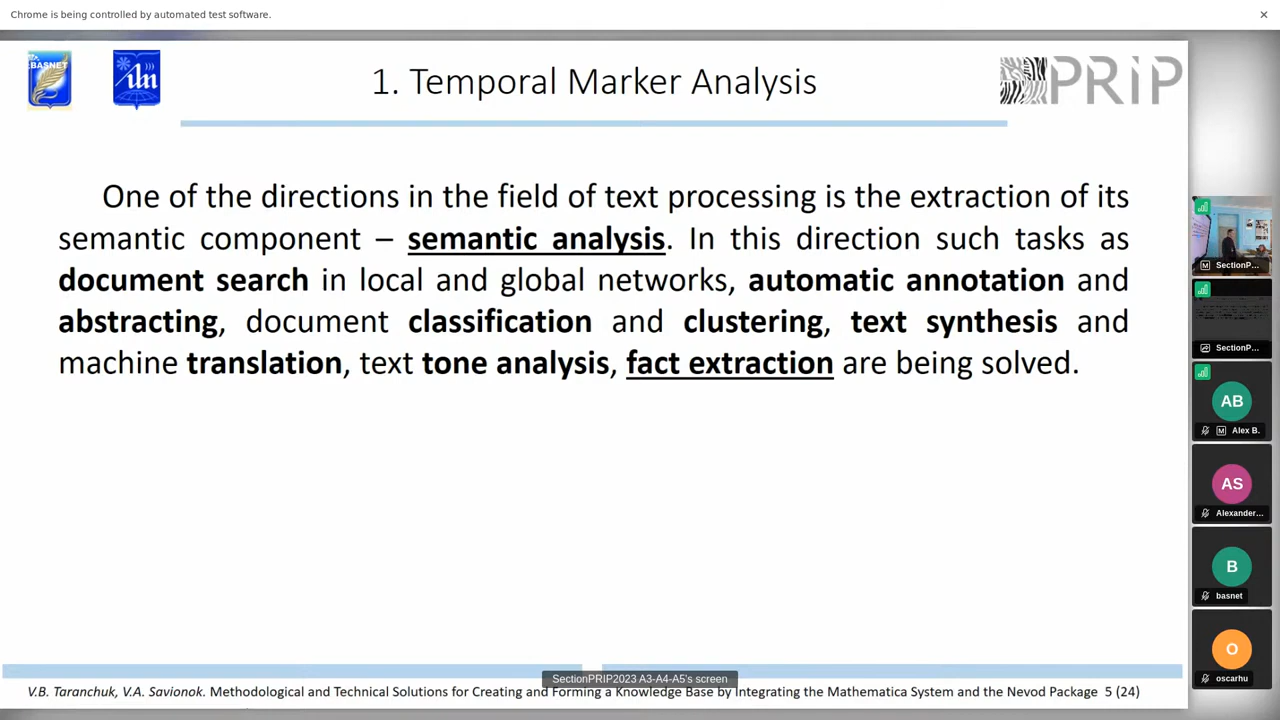 Chrome is being controlled by automated test software.
BASNET
PRIP
1. Temporal Marker Analysis
One of the directions in the field of text processing is the extraction of its
semantic component – semantic analysis. In this direction such tasks as
document search in local and global networks, automatic annotation and
abstracting, document classification and clustering, text synthesis and
machine translation, text tone analysis, fact extraction are being solved.
SectionP...
SectionP...
AB
Alex B.
AS
Alexander...
B
basnet
O
oscarhu
SectionPRIP2023 A3-A4-A5's screen
V.B. Taranchuk, V.A. Savionok. Methodological and Technical Solutions for Creating and Forming a Knowledge Base by Integrating the Mathematica System and the Nevod Package 5 (24)